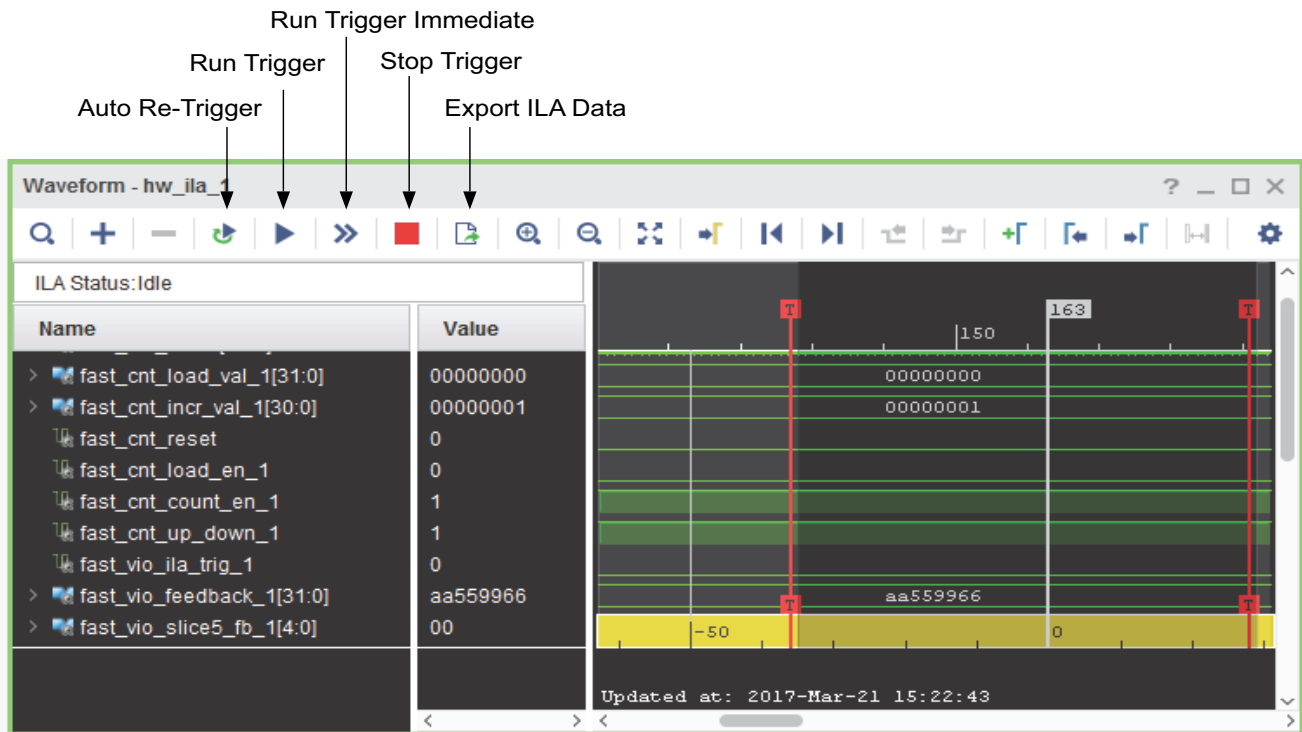 Run Trigger Immediate
Run Trigger
Stop Trigger
Auto Re-Trigger
Export ILA Data
Waveform - hw_ila_1
ILA Status:Idle
Name Value
163
T T
150
fast_cnt_load_val_1[31:0] 00000000 00000000
fast_cnt_incr_val_1[30:0] 00000001 00000001
fast_cnt_reset 0
fast_cnt_load_en_1 0
fast_cnt_count_en_1 1
fast_cnt_up_down_1 1
fast_vio_ila_trig_1 0
fast_vio_feedback_1[31:0] aa559966 aa559966
T T
fast_vio_slice5_fb_1[4:0] 00 -50 0
Updated at: 2017-Mar-21 15:22:43